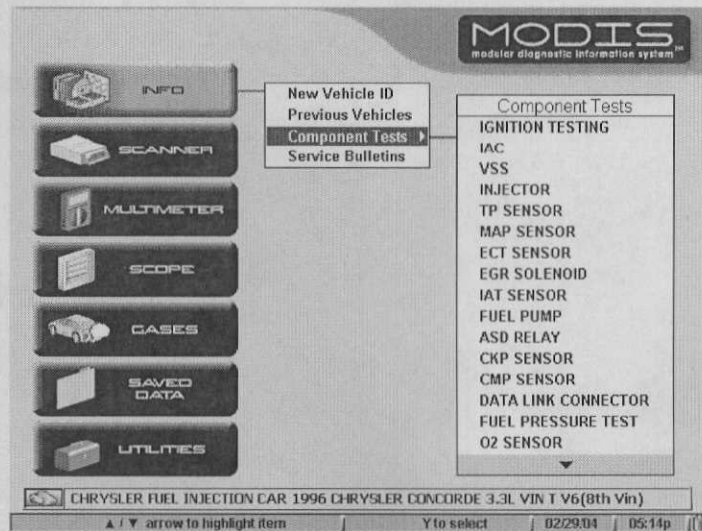 MODIS
modular diagnostic information system
INFO
SCANNER
MULTIMETER
SCOPE
GASES
SAVED
DATA
UTILITIES
New Vehicle ID
Previous Vehicles
Component Tests
Service Bulletins
Component Tests
IGNITION TESTING
IAC
VSS
INJECTOR
TP SENSOR
MAP SENSOR
ECT SENSOR
EGR SOLENOID
IAT SENSOR
FUEL PUMP
ASD RELAY
CKP SENSOR
CMP SENSOR
DATA LINK CONNECTOR
FUEL PRESSURE TEST
O2 SENSOR
CHRYSLER FUEL INJECTION CAR 1996 CHRYSLER CONCORDE 3.3L VIN T V6(8th Vin)
▲ / ▼ arrow to highlight item Y to select 02/29/04 05:14p